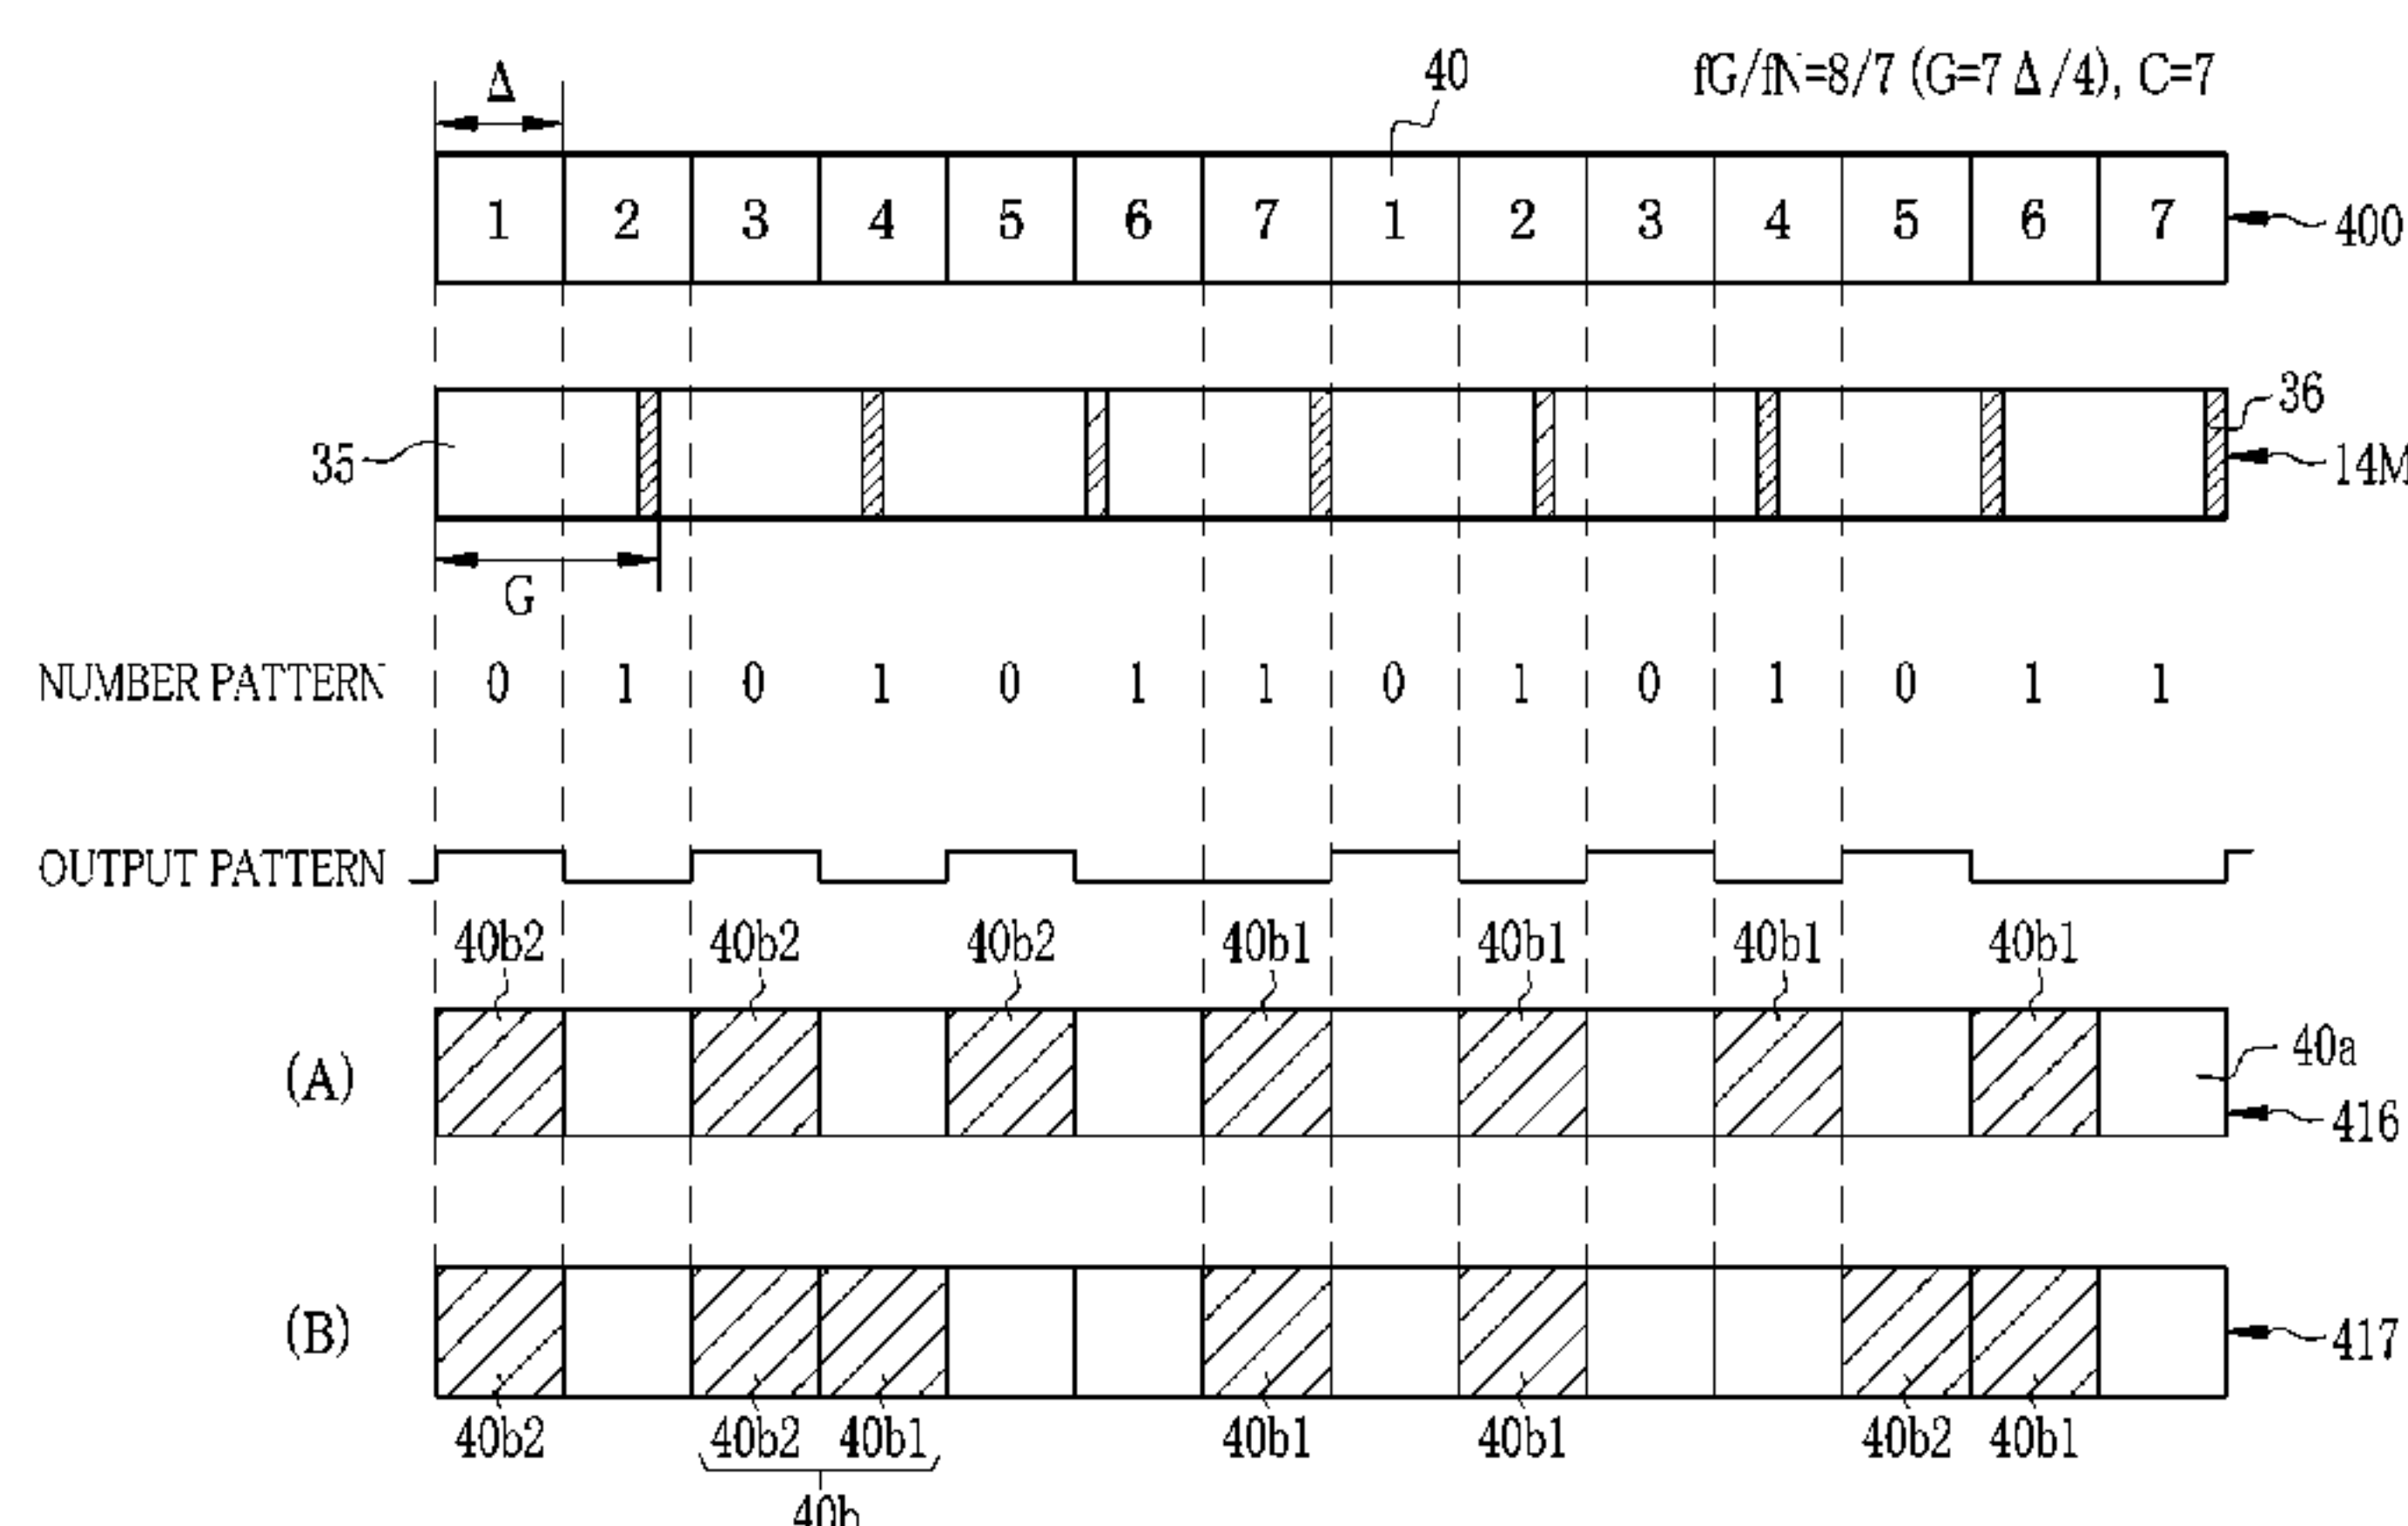 Δ
40
fG/fN=8/7 (G=7Δ/4), C=7
1 2 3 4 5 6 7 1 2 3 4 5 6 7
400
35
36
14M
G
NUMBER PATTERN 0 1 0 1 0 1 1 0 1 0 1 0 1 1
OUTPUT PATTERN
40b2 40b2 40b2 40b1 40b1 40b1 40b1
(A)
40a
416
(B)
417
40b2 40b2 40b1 40b1 40b1 40b2 40b1
40b